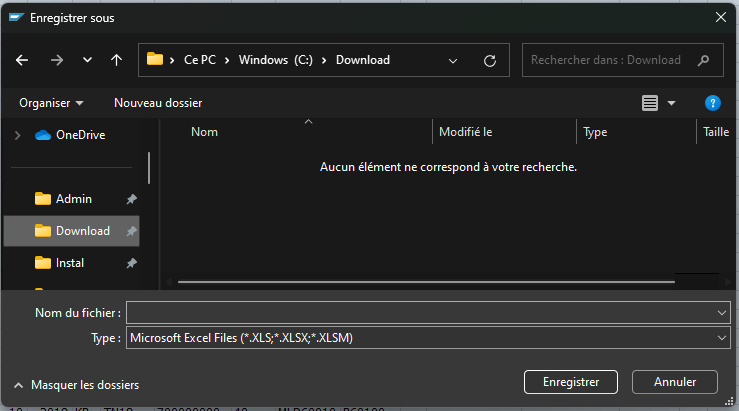 Enregistrer sous
Ce PC > Windows (C:) > Download
Rechercher dans : Download
Organiser
Nouveau dossier
OneDrive
Admin
Download
Instal
Nom
Modifié le
Type
Taille
Aucun élément ne correspond à votre recherche.
Nom du fichier :
Type : Microsoft Excel Files (*.XLS;*.XLSX;*.XLSM)
Masquer les dossiers
Enregistrer
Annuler